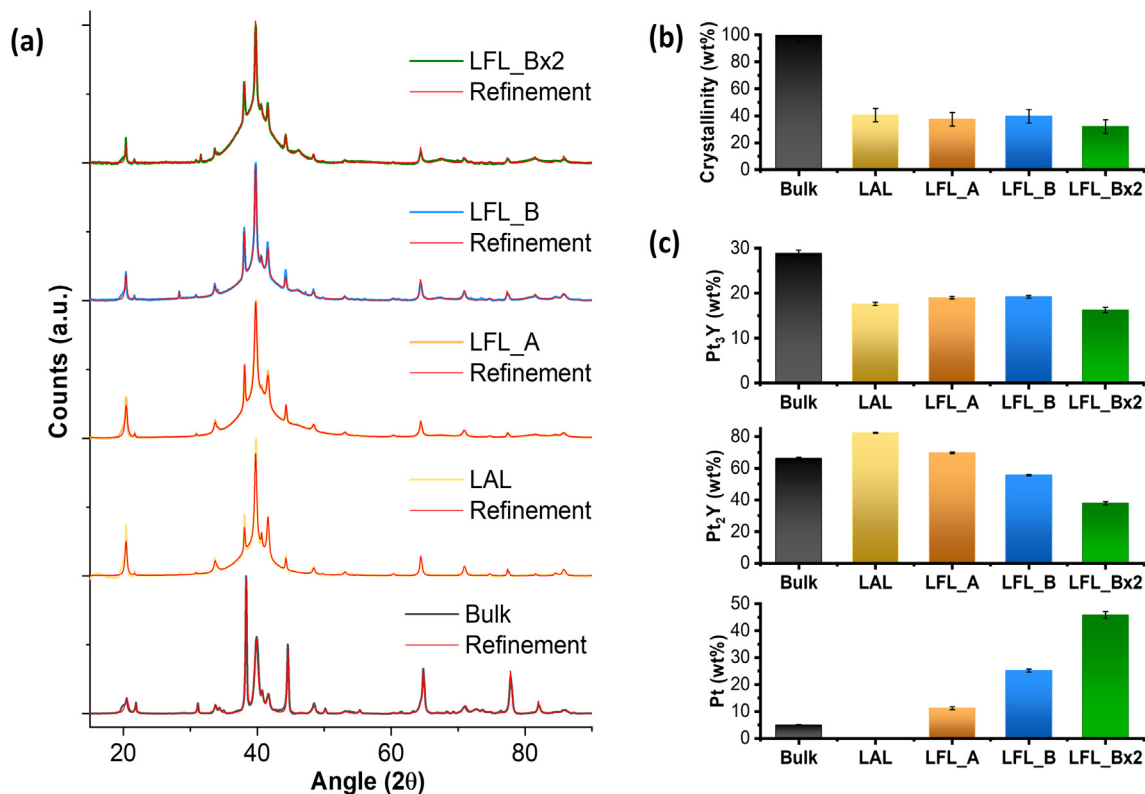 (a)
LFL_Bx2
Refinement
LFL_B
Refinement
LFL_A
Refinement
LAL
Refinement
Bulk
Refinement
Counts (a.u.)
20 40 60 80
Angle (2θ)
(b)
Crystallinity (wt%)
100
80
60
40
20
0
Bulk LAL LFL_A LFL_B LFL_Bx2
(c)
Pt₃Y (wt%)
30
20
10
0
Bulk LAL LFL_A LFL_B LFL_Bx2
Pt₂Y (wt%)
80
60
40
20
0
Bulk LAL LFL_A LFL_B LFL_Bx2
Pt (wt%)
50
40
30
20
10
0
Bulk LAL LFL_A LFL_B LFL_Bx2